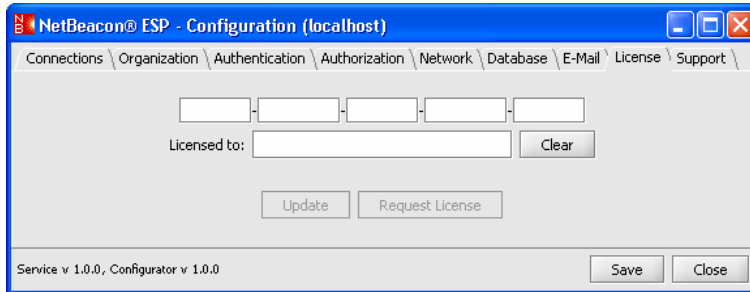 NB NetBeacon® ESP - Configuration (localhost)
Connections Organization Authentication Authorization Network Database E-Mail License Support
- - - -
Licensed to: Clear
Update Request License
Service v 1.0.0, Configurator v 1.0.0 Save Close